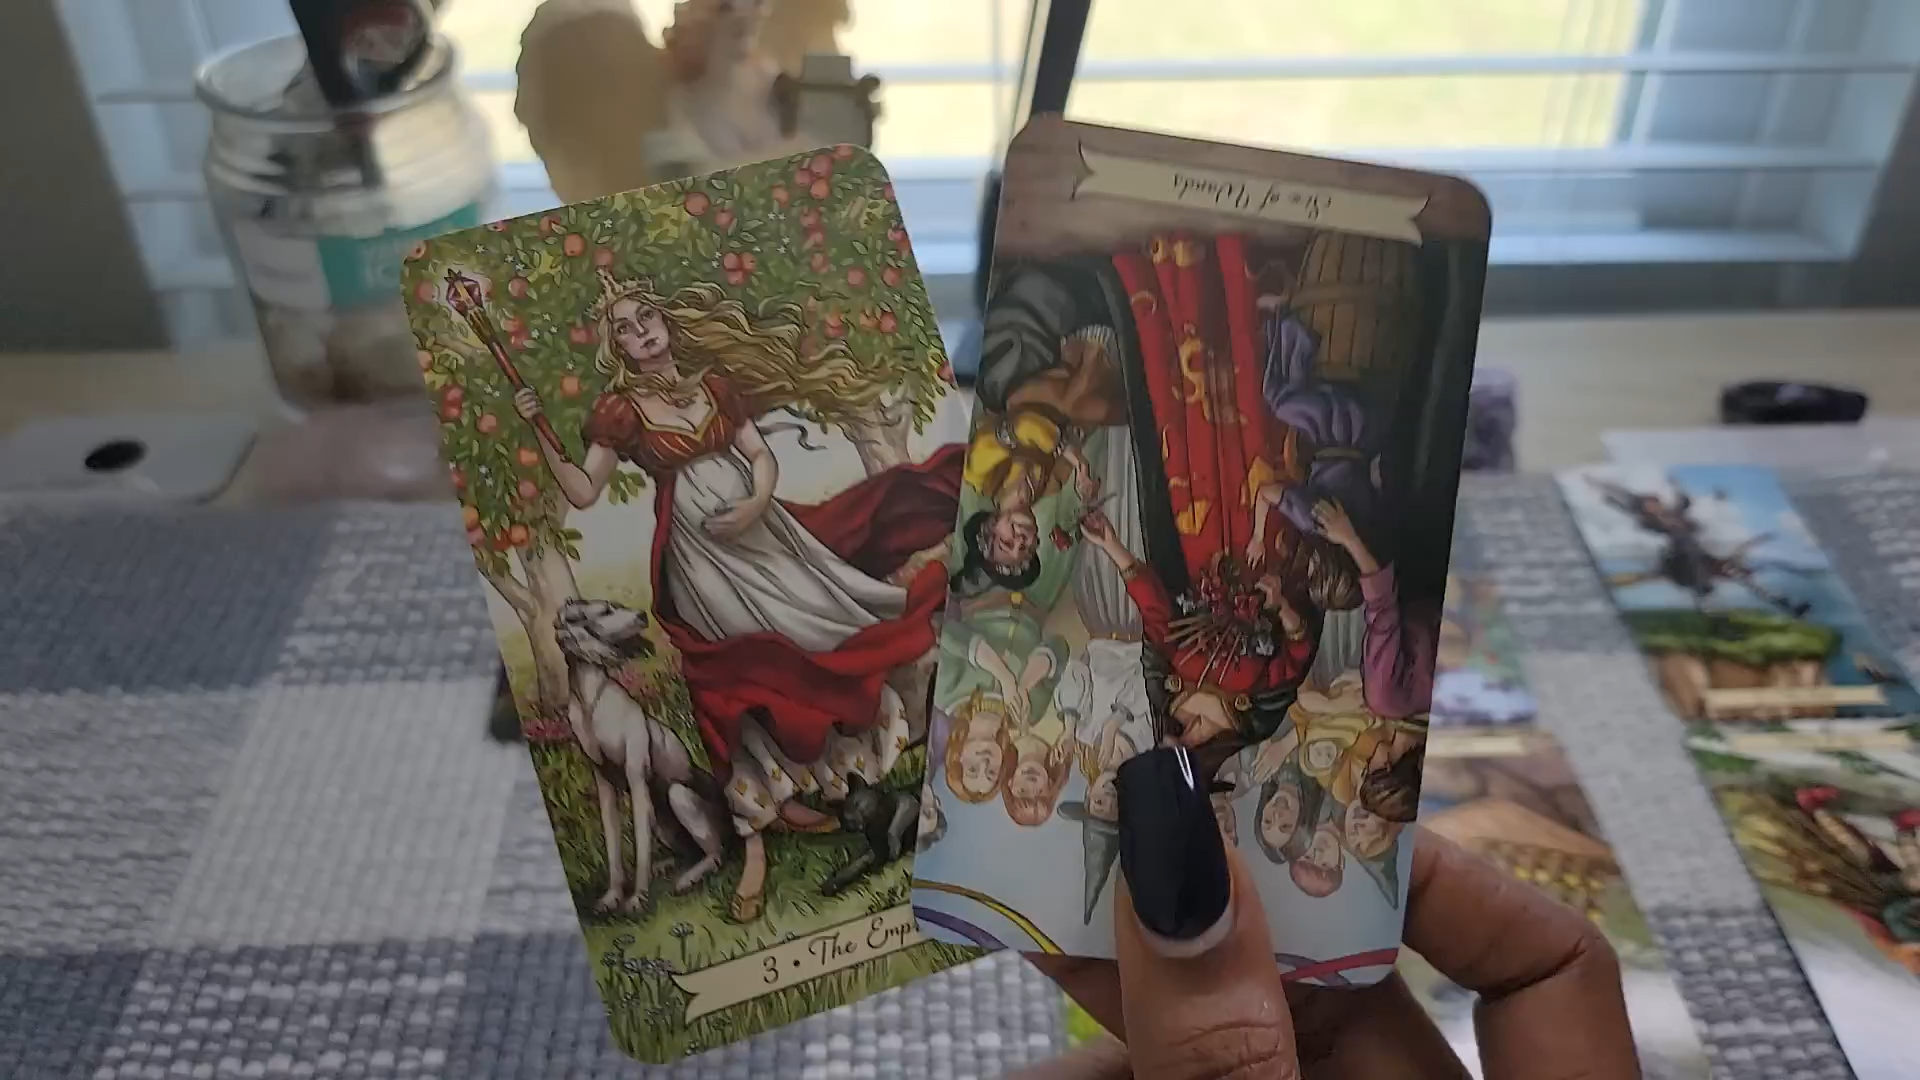 3 • The Emp
Six of Wands